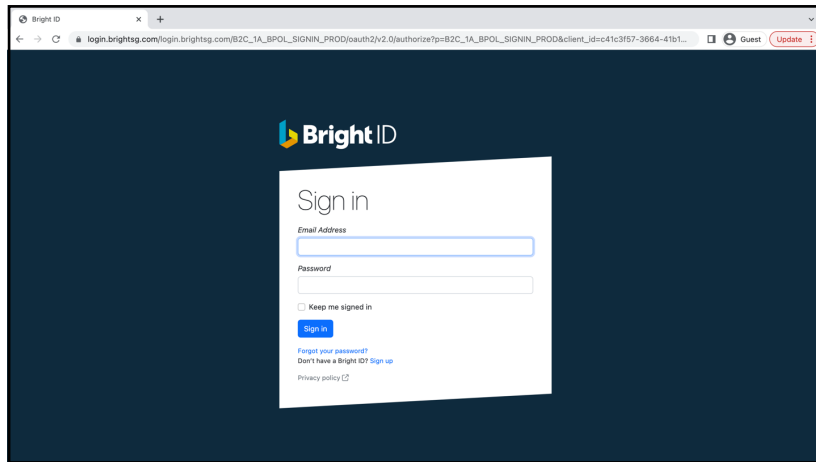 Bright ID
login.brightsg.com/login.brightsg.com/B2C_1A_BPOL_SIGNIN_PROD/oauth2/v2.0/authorize?p=B2C_1A_BPOL_SIGNIN_PROD&client_id=c41c3f57-3664-41b1...
Guest
Update
Bright ID
Sign in
Email Address
Password
Keep me signed in
Sign in
Forgot your password?
Don't have a Bright ID? Sign up
Privacy policy